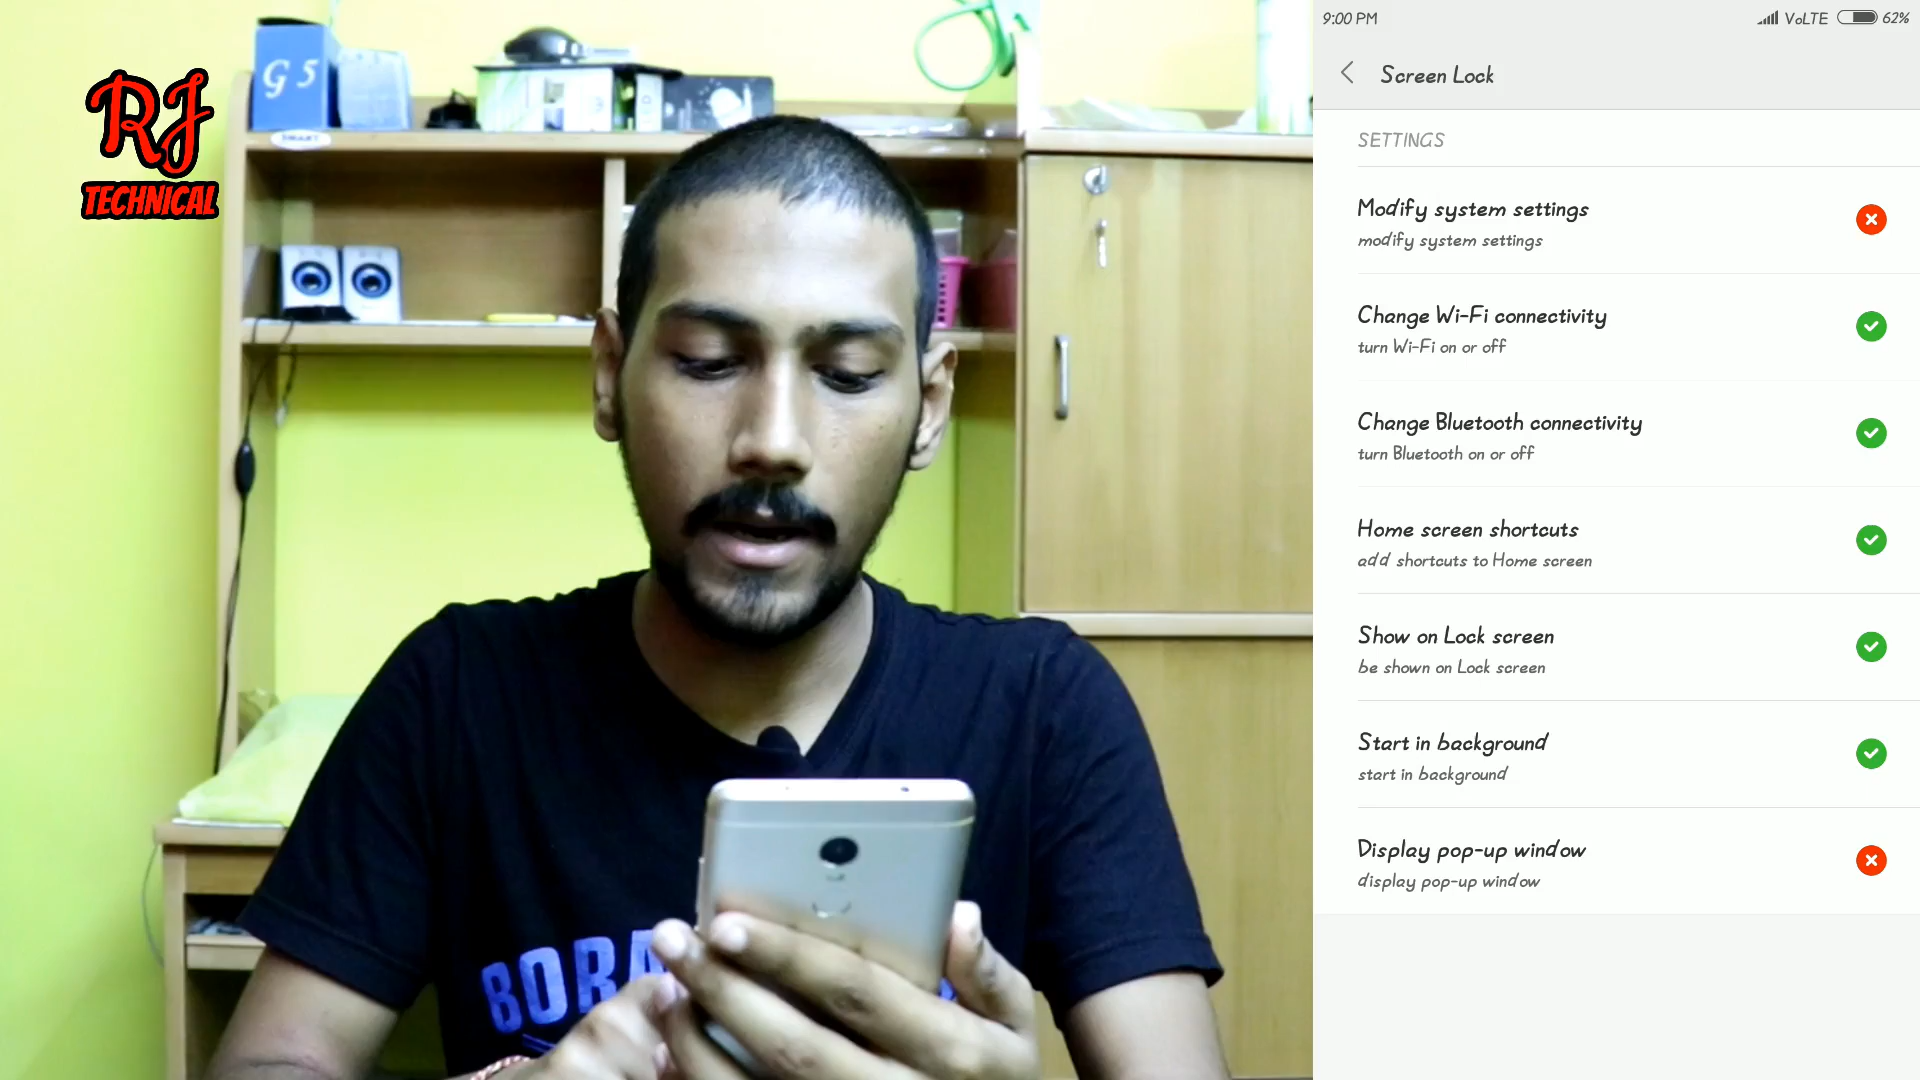 G 5
SMART
RJ
TECHNICAL
BORA
9:00 PM
VoLTE
62%
Screen Lock
SETTINGS
Modify system settings
modify system settings
Change Wi-Fi connectivity
turn Wi-Fi on or off
Change Bluetooth connectivity
turn Bluetooth on or off
Home screen shortcuts
add shortcuts to Home screen
Show on Lock screen
be shown on Lock screen
Start in background
start in background
Display pop-up window
display pop-up window